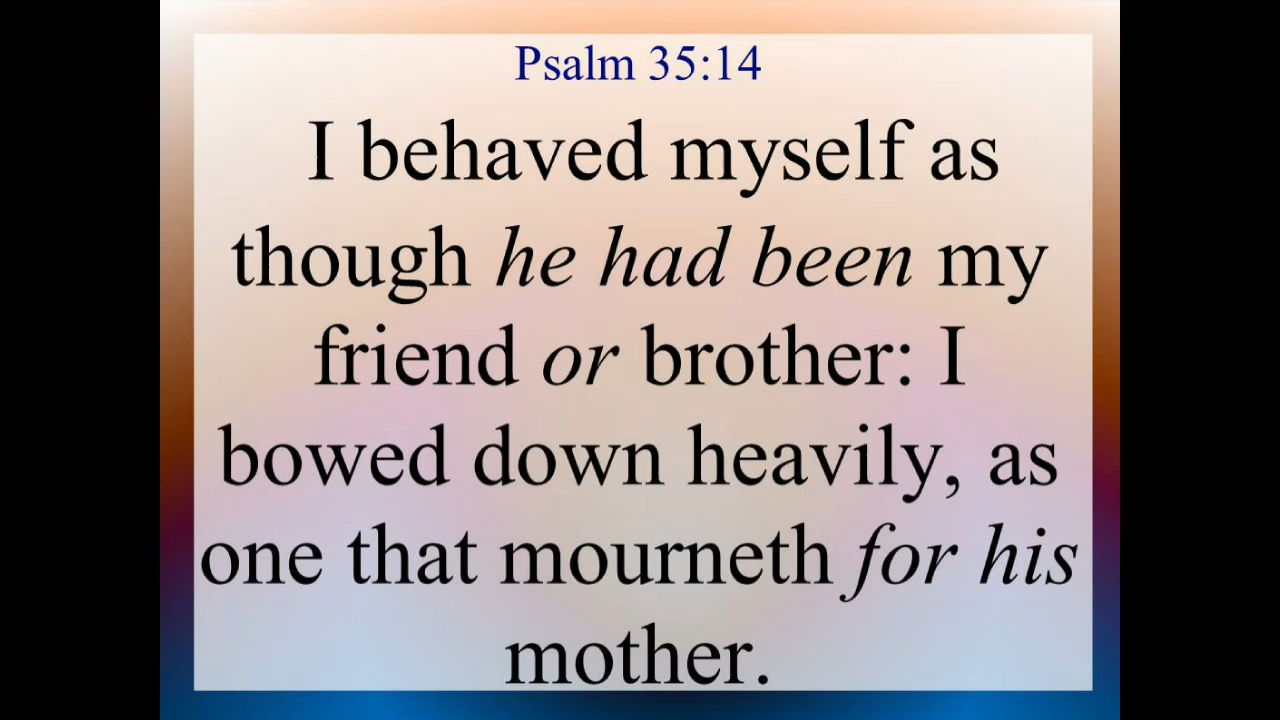 Psalm 35:14
I behaved myself as
though he had been my
friend or brother: I
bowed down heavily, as
one that mourneth for his
mother.